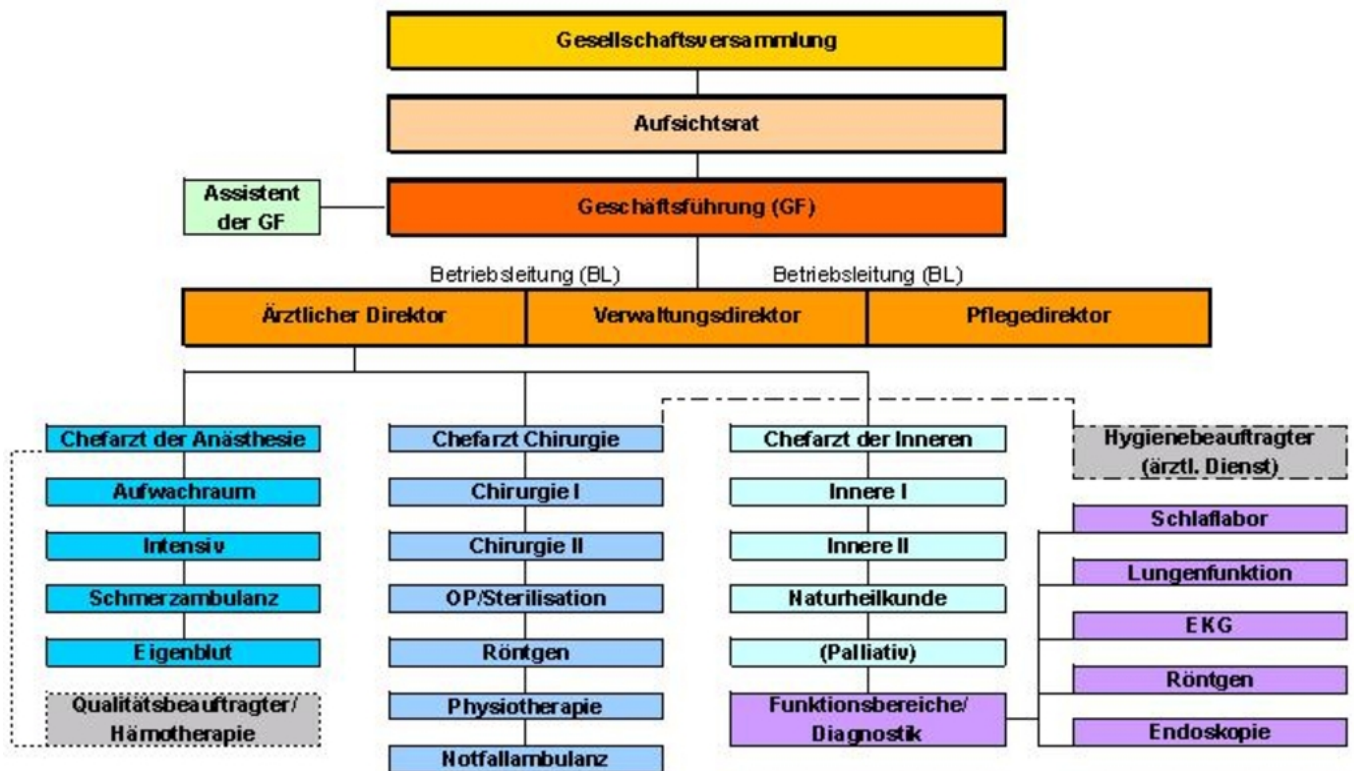 Gesellschaftsversammlung
Aufsichtsrat
Assistent
der GF
Geschäftsführung (GF)
Betriebsleitung (BL)
Betriebsleitung (BL)
Ärztlicher Direktor
Verwaltungsdirektor
Pflegedirektor
Chefarzt der Anästhesie
Aufwachraum
Intensiv
Schmerzambulanz
Eigenblut
Qualitätsbeauftragter/
Hämotherapie
Chefarzt Chirurgie
Chirurgie I
Chirurgie II
OP/Sterilisation
Röntgen
Physiotherapie
Notfallambulanz
Chefarzt der Inneren
Innere I
Innere II
Naturheilkunde
(Palliativ)
Funktionsbereiche/
Diagnostik
Hygienebeauftragter
(ärztl. Dienst)
Schlaflabor
Lungenfunktion
EKG
Röntgen
Endoskopie